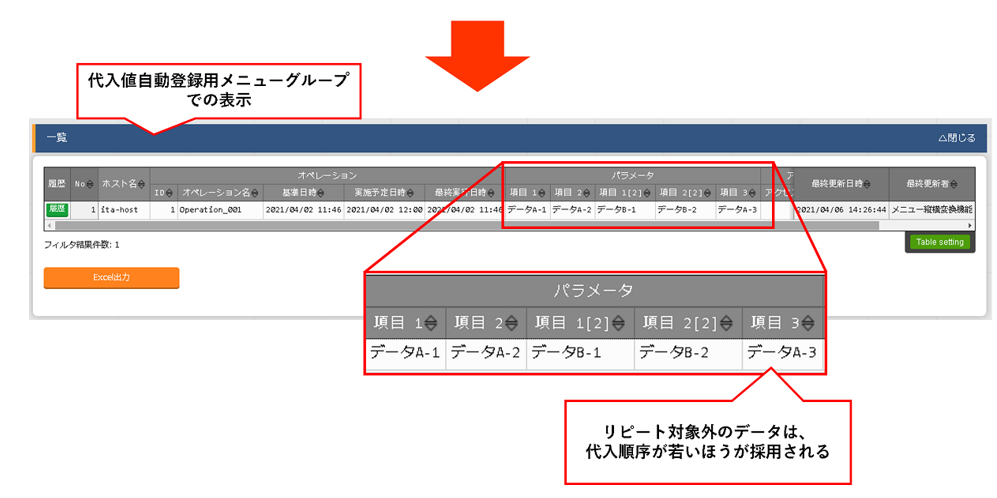 代入値自動登録用メニューグループ
での表示
一覧
△閉じる
オペレーション
パラメータ
ア
履歴 No ホスト名
最終更新日時 最終更新者
ID オペレーション名 基準日時 実施予定日時 最終実行日時 項目 1 項目 2 項目 1[2] 項目 2[2] 項目 3 アクセ
履歴 1 ita-host 1 Operation_001 2021/04/02 11:46 2021/04/02 12:00 2021/04/02 11:46 データA-1 データA-2 データB-1 データB-2 データA-3 2021/04/06 14:26:44 メニュー縦横変換機能
フィルタ結果件数: 1
Table setting
Excel出力
パラメータ
項目 1 項目 2 項目 1[2] 項目 2[2] 項目 3
データA-1 データA-2 データB-1 データB-2 データA-3
リピート対象外のデータは、
代入順序が若いほうが採用される